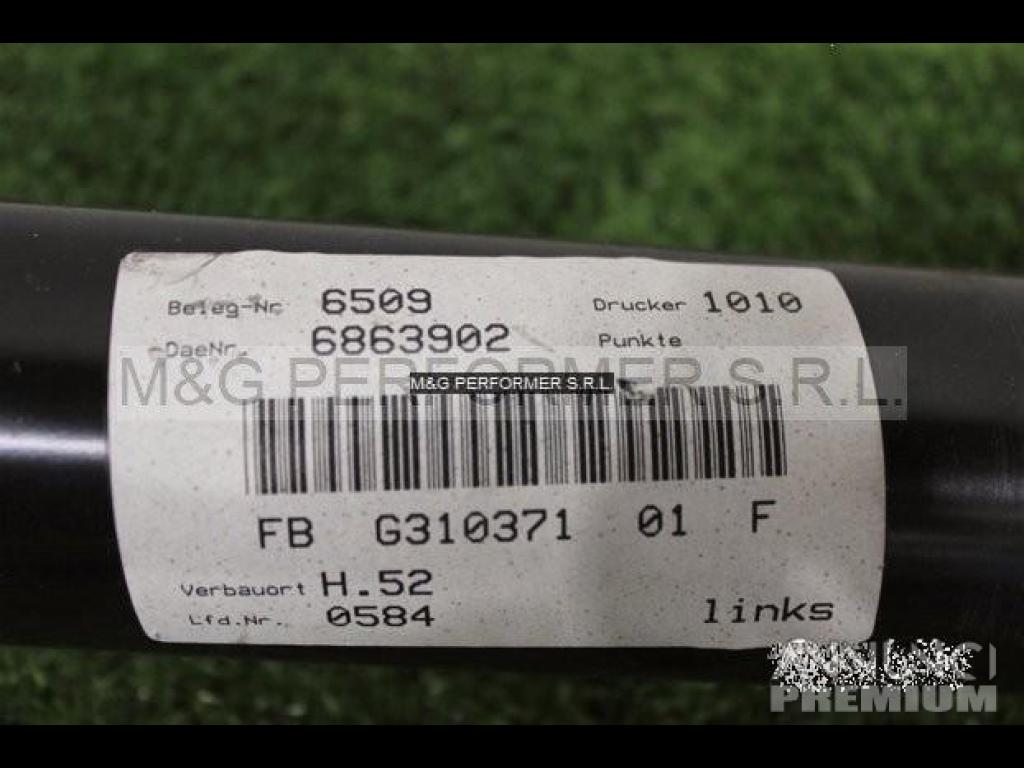 Beleg-Nr. 6509 Drucker 1010
DaeNr. 6863902 Punkte
M&G PERFORMER S.R.L.
M&G PERFORMER S.R.L.
FB G310371 01 F
Verbauort H.52
Lfd.Nr. 0584 links
PREMIUM